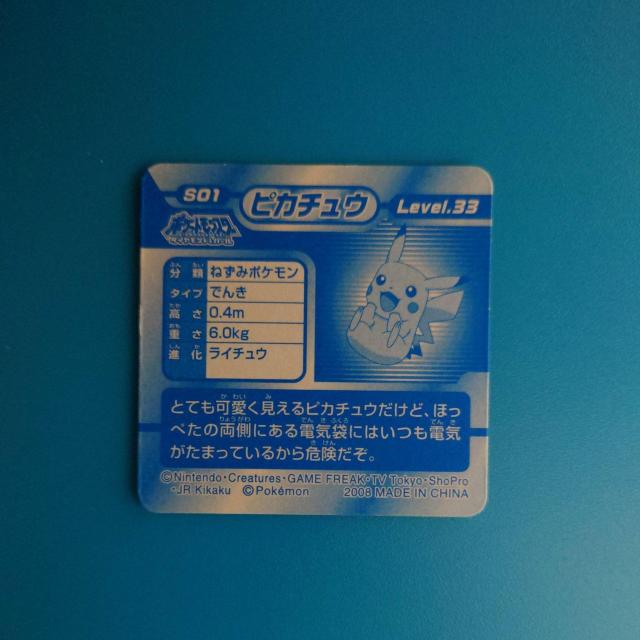 S01 ピカチュウ Level.33
分類 ねずみポケモン
タイプ でんき
高さ 0.4m
重さ 6.0kg
進化 ライチュウ
とても可愛く見えるピカチュウだけど、ほっ
ぺたの両側にある電気袋にはいつも電気
がたまっているから危険だぞ。
©Nintendo・Creatures・GAME FREAK・TV Tokyo・ShoPro
・JR Kikaku ©Pokémon 2008 MADE IN CHINA